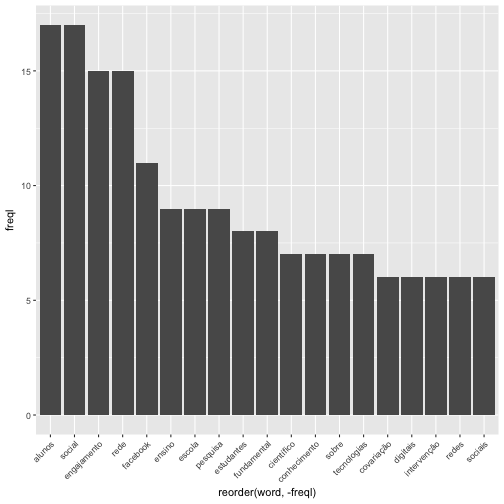 freql
15
10
5
0
alunos
social
engajamento
rede
facebook
ensino
escola
pesquisa
estudantes
fundamental
científico
conhecimento
sobre
tecnologias
covariação
digitais
intervenção
redes
sociais
reorder(word, -freql)